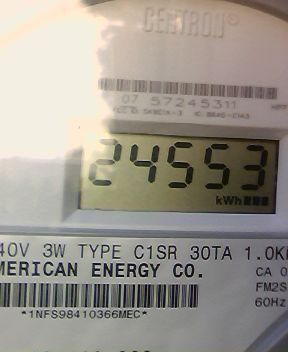 CENTRON®
07 57245311
24553
kWh
40V 3W TYPE C1SR 30TA 1.0K
MERICAN ENERGY CO.
CA 0
FM2S
*1NFS98410366MEC*
60Hz